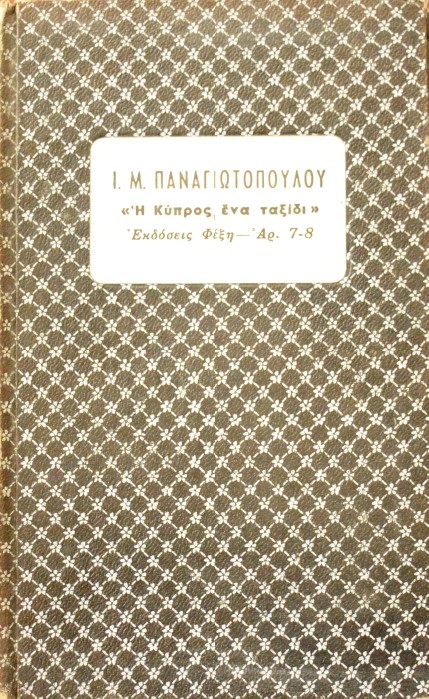 Ι. Μ. ΠΑΝΑΓΙΩΤΟΠΟΥΛΟΥ
«Ἡ Κύπρος, ἕνα ταξίδι»
Ἐκδόσεις Φέξη—Ἀρ. 7-8